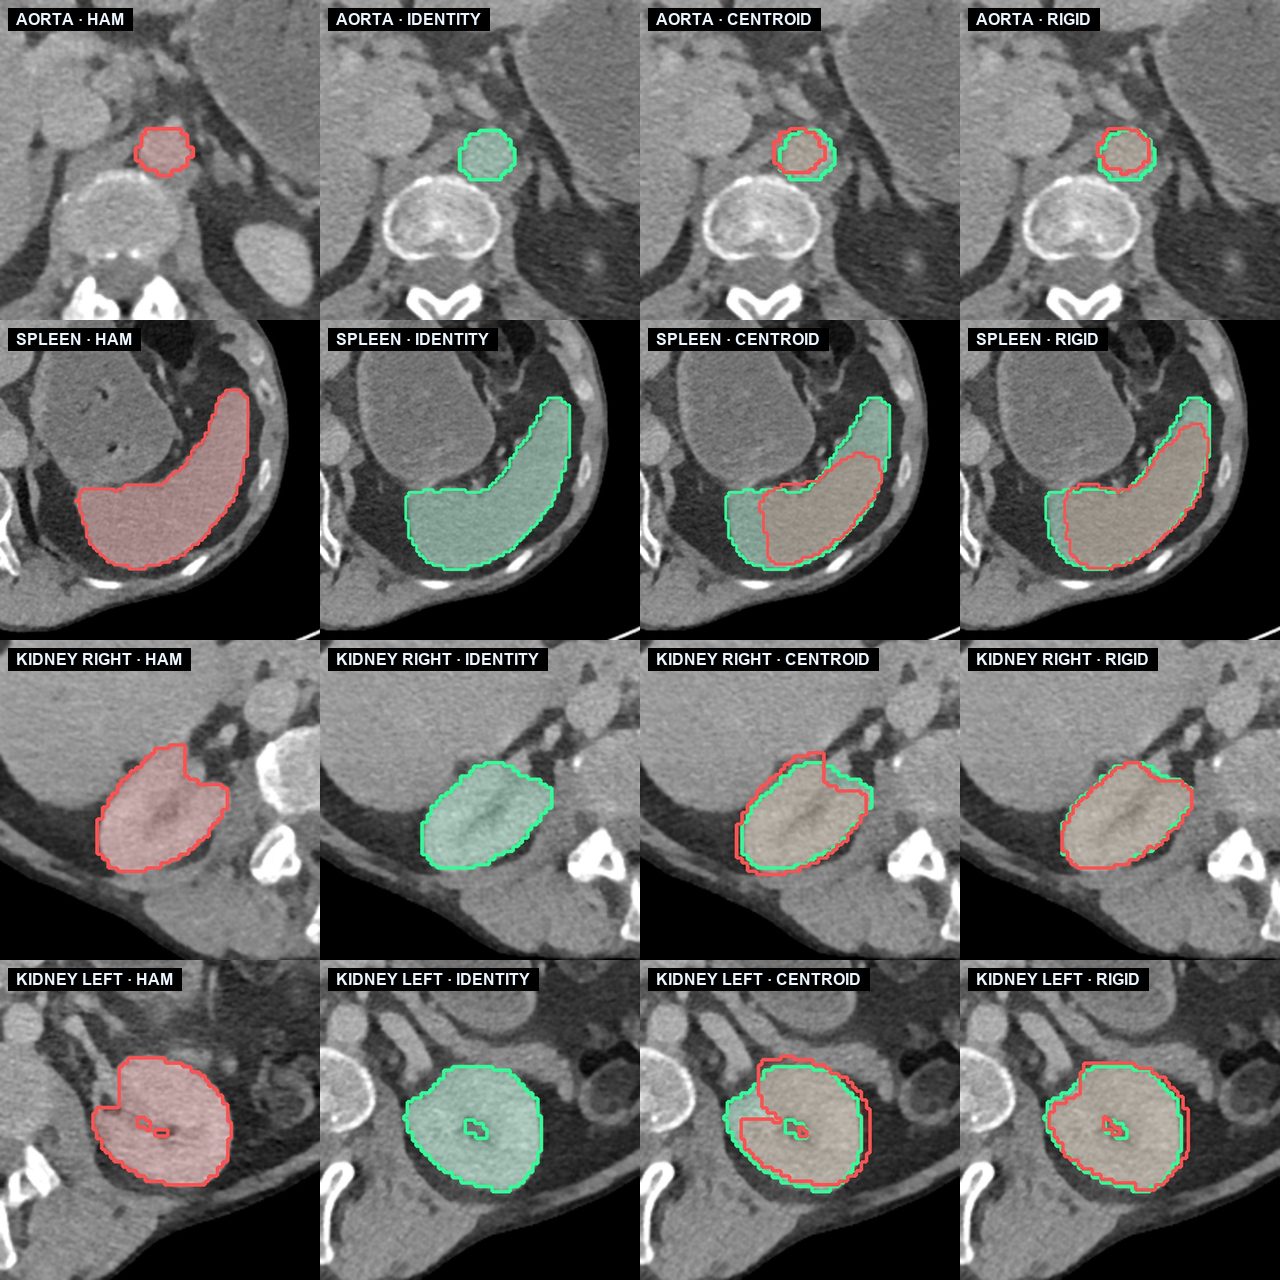 AORTA · HAM
AORTA · IDENTITY
AORTA · CENTROID
AORTA · RIGID
SPLEEN · HAM
SPLEEN · IDENTITY
SPLEEN · CENTROID
SPLEEN · RIGID
KIDNEY RIGHT · HAM
KIDNEY RIGHT · IDENTITY
KIDNEY RIGHT · CENTROID
KIDNEY RIGHT · RIGID
KIDNEY LEFT · HAM
KIDNEY LEFT · IDENTITY
KIDNEY LEFT · CENTROID
KIDNEY LEFT · RIGID